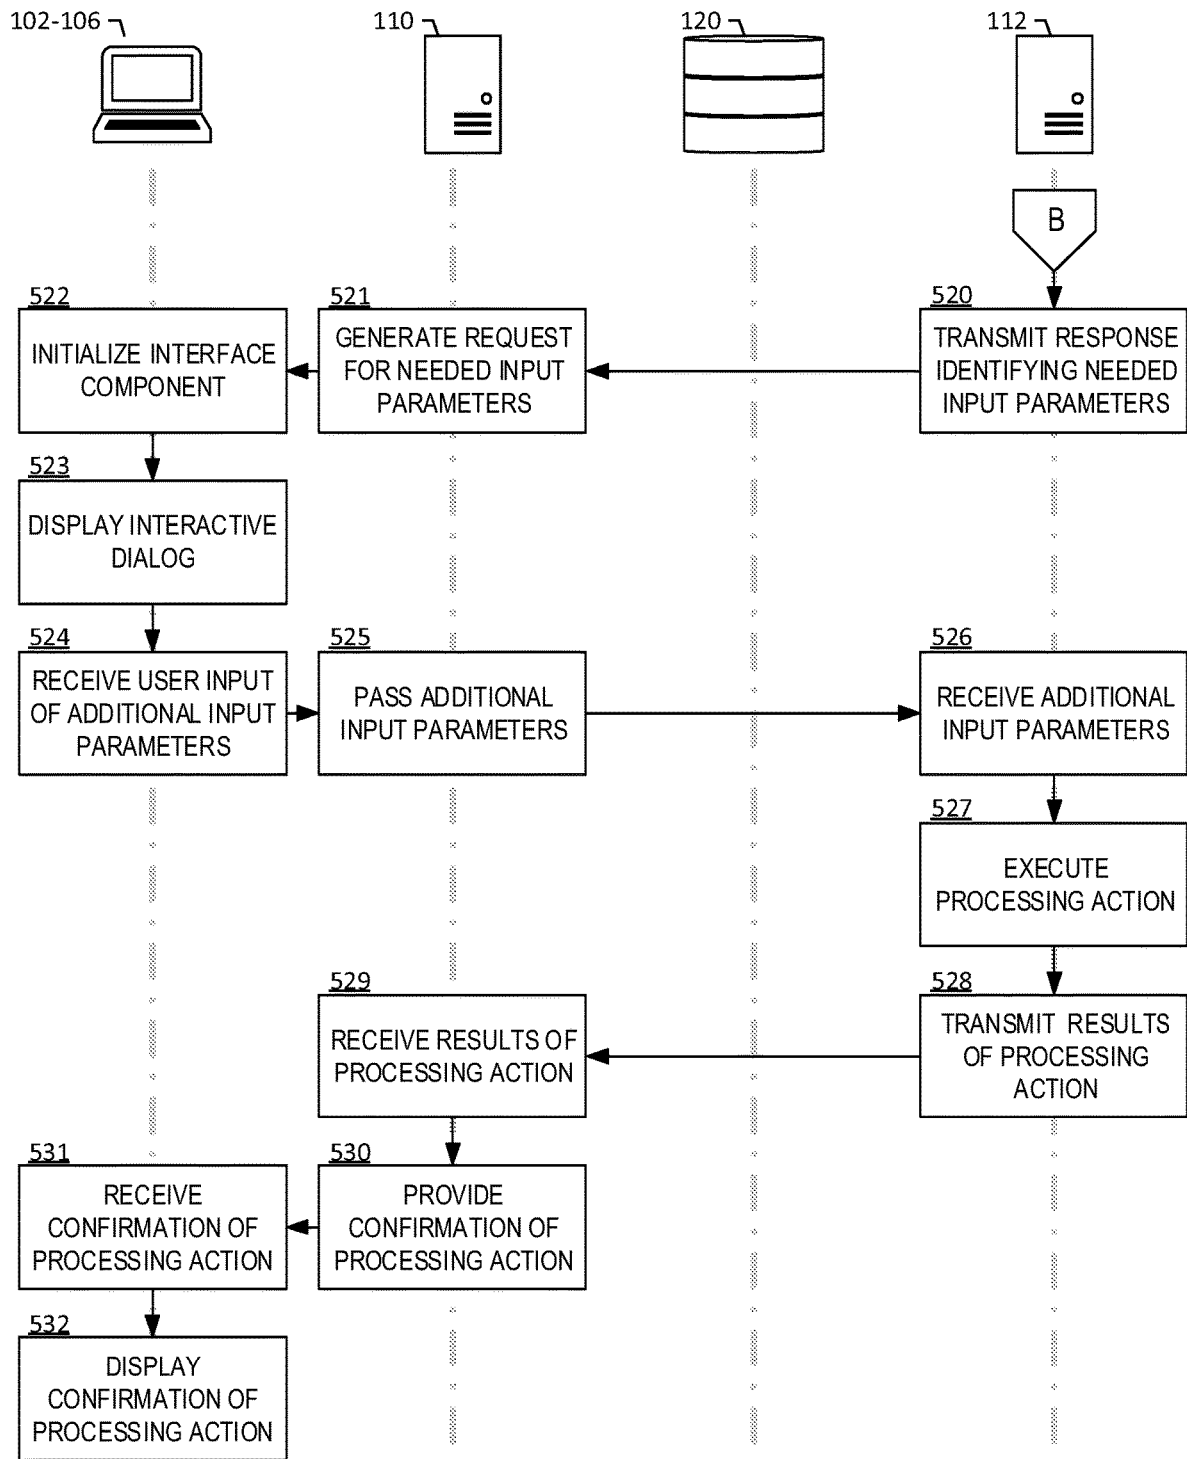 102-106
110
120
112
B
522
521
520
INITIALIZE INTERFACE
COMPONENT
GENERATE REQUEST
FOR NEEDED INPUT
PARAMETERS
TRANSMIT RESPONSE
IDENTIFYING NEEDED
INPUT PARAMETERS
523
DISPLAY INTERACTIVE
DIALOG
524
525
526
RECEIVE USER INPUT
OF ADDITIONAL INPUT
PARAMETERS
PASS ADDITIONAL
INPUT PARAMETERS
RECEIVE ADDITIONAL
INPUT PARAMETERS
527
EXECUTE
PROCESSING ACTION
529
528
RECEIVE RESULTS OF
PROCESSING ACTION
TRANSMIT RESULTS
OF PROCESSING
ACTION
531
530
RECEIVE
CONFIRMATION OF
PROCESSING ACTION
PROVIDE
CONFIRMATION OF
PROCESSING ACTION
532
DISPLAY
CONFIRMATION OF
PROCESSING ACTION